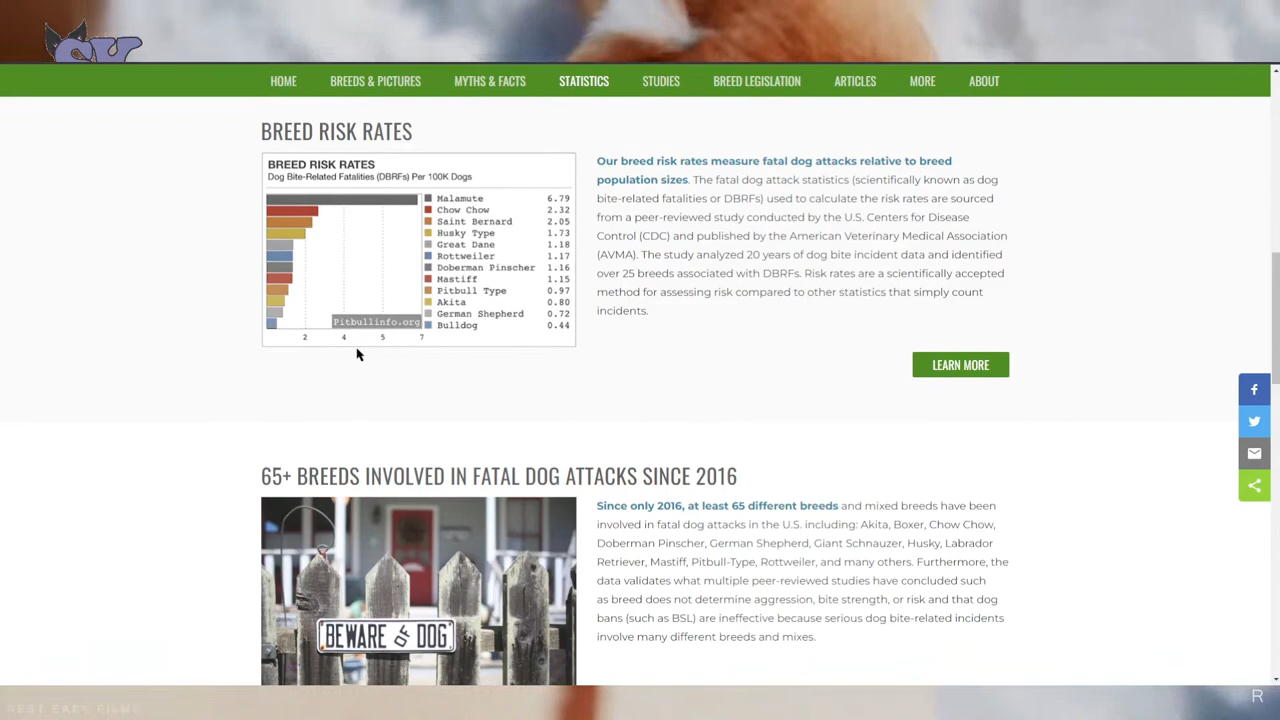 cu
HOME BREEDS & PICTURES MYTHS & FACTS STATISTICS STUDIES BREED LEGISLATION ARTICLES MORE ABOUT
BREED RISK RATES
BREED RISK RATES
Dog Bite-Related Fatalities (DBRFs) Per 100K Dogs
Malamute 6.79
Chow Chow 2.32
Saint Bernard 2.05
Husky Type 1.73
Great Dane 1.18
Rottweiler 1.17
Doberman Pinscher 1.16
Mastiff 1.15
Pitbull Type 0.97
Akita 0.80
German Shepherd 0.72
Bulldog 0.44
Pitbullinfo.org
2 4 5 7
Our breed risk rates measure fatal dog attacks relative to breed
population sizes. The fatal dog attack statistics (scientifically known as dog
bite-related fatalities or DBRFs) used to calculate the risk rates are sourced
from a peer-reviewed study conducted by the U.S. Centers for Disease
Control (CDC) and published by the American Veterinary Medical Association
(AVMA). The study analyzed 20 years of dog bite incident data and identified
over 25 breeds associated with DBRFs. Risk rates are a scientifically accepted
method for assessing risk compared to other statistics that simply count
incidents.
LEARN MORE
65+ BREEDS INVOLVED IN FATAL DOG ATTACKS SINCE 2016
BEWARE OF DOG
Since only 2016, at least 65 different breeds and mixed breeds have been
involved in fatal dog attacks in the U.S. including: Akita, Boxer, Chow Chow,
Doberman Pinscher, German Shepherd, Giant Schnauzer, Husky, Labrador
Retriever, Mastiff, Pitbull-Type, Rottweiler, and many others. Furthermore, the
data validates what multiple peer-reviewed studies have concluded such
as breed does not determine aggression, bite strength, or risk and that dog
bans (such as BSL) are ineffective because serious dog bite-related incidents
involve many different breeds and mixes.
REST EASY FILMS
R